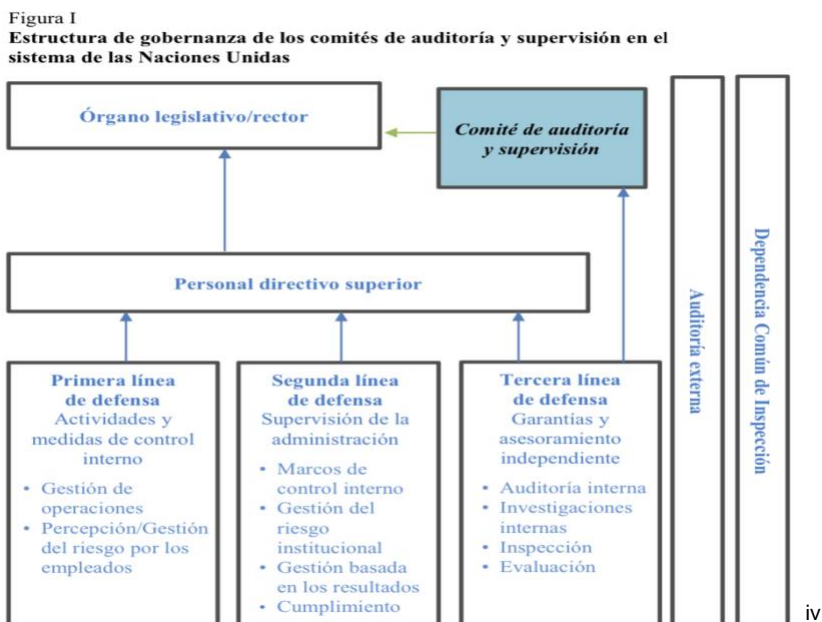 Figura I
Estructura de gobernanza de los comités de auditoría y supervisión en el
sistema de las Naciones Unidas
Órgano legislativo/rector
Comité de auditoría
y supervisión
Personal directivo superior
Primera línea
de defensa
Actividades y
medidas de control
interno
• Gestión de
operaciones
• Percepción/Gestión
del riesgo por los
empleados
Segunda línea
de defensa
Supervisión de la
administración
• Marcos de
control interno
• Gestión del
riesgo
institucional
• Gestión basada
en los resultados
• Cumplimiento
Tercera línea
de defensa
Garantías y
asesoramiento
independiente
• Auditoría interna
• Investigaciones
internas
• Inspección
• Evaluación
Auditoría externa
Dependencia Común de Inspección
iv